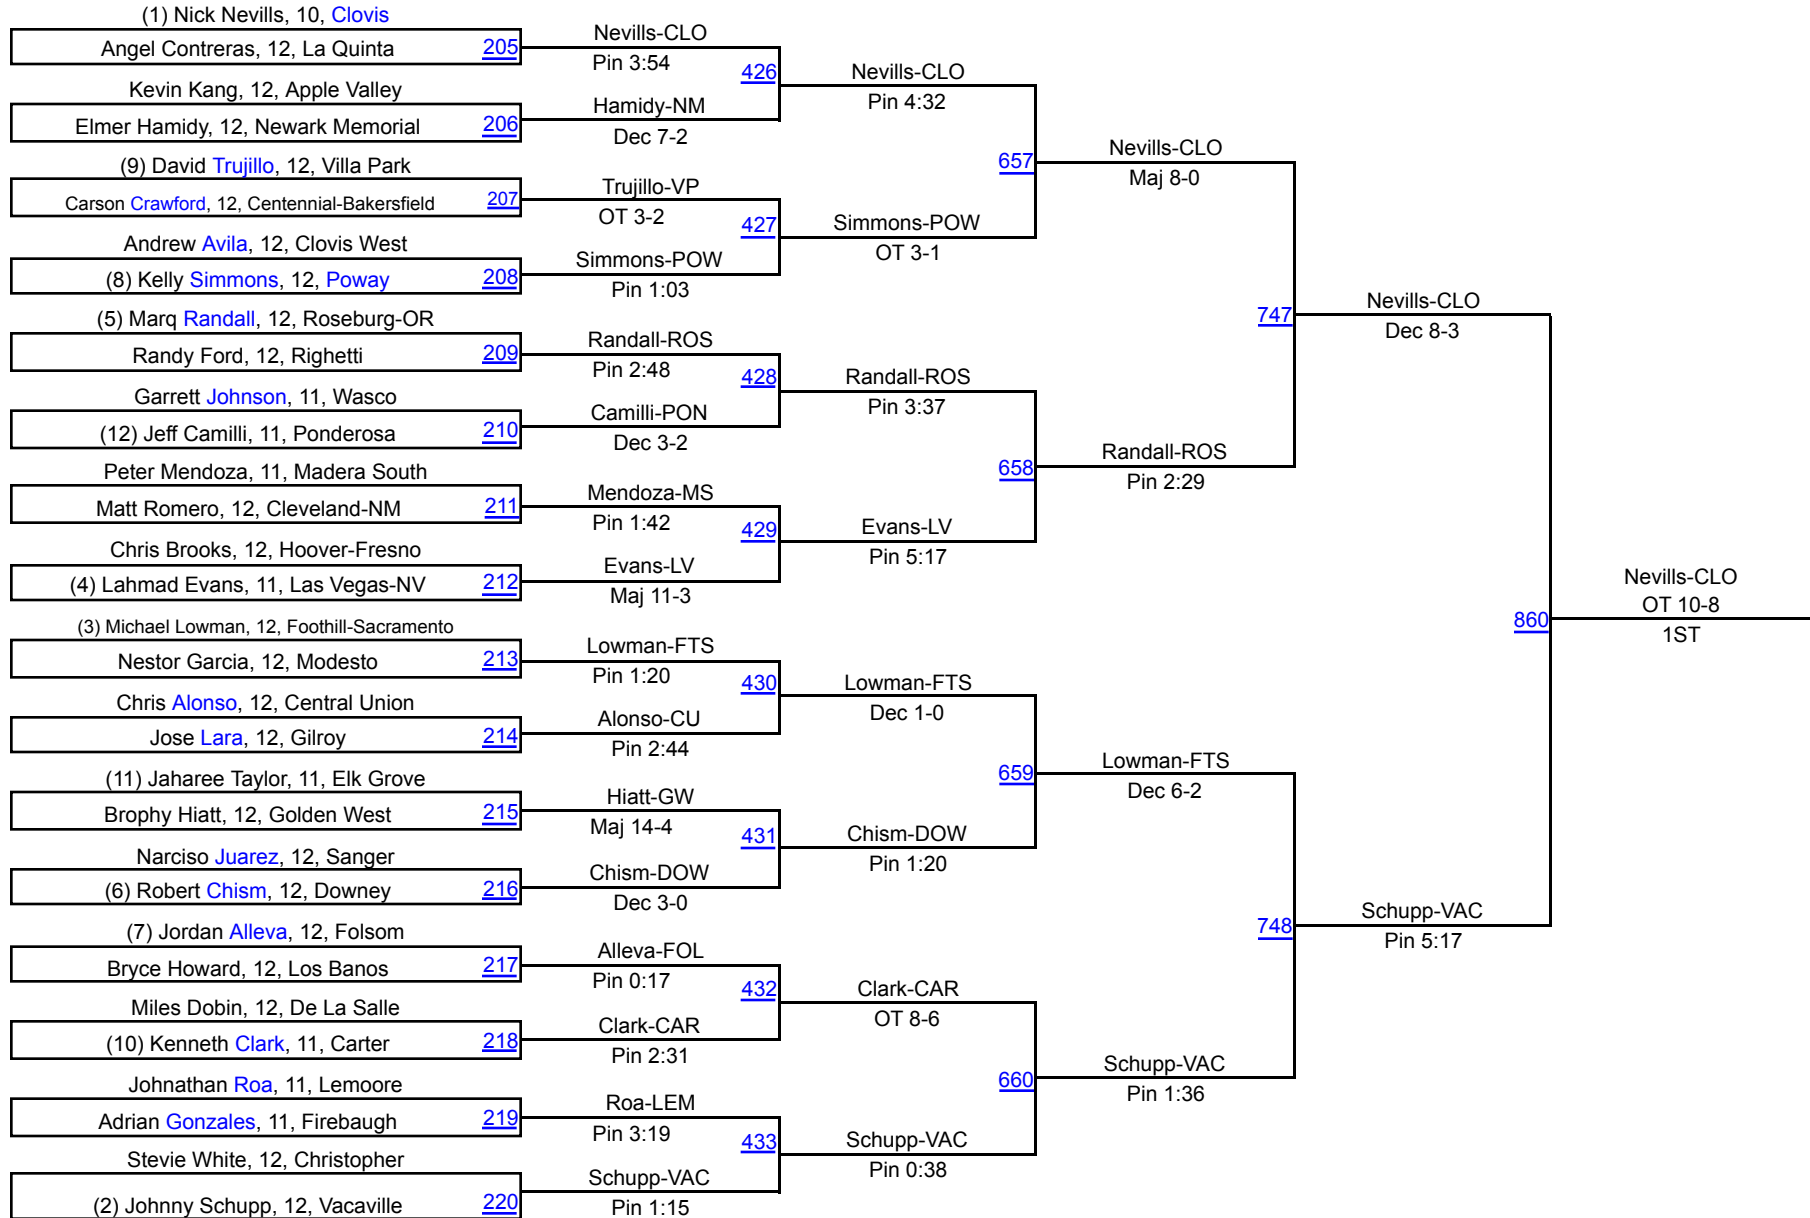 (1) Nick Nevills, 10, Clovis
Angel Contreras, 12, La Quinta 205
Kevin Kang, 12, Apple Valley
Elmer Hamidy, 12, Newark Memorial 206
(9) David Trujillo, 12, Villa Park
Carson Crawford, 12, Centennial-Bakersfield 207
Andrew Avila, 12, Clovis West
(8) Kelly Simmons, 12, Poway 208
(5) Marq Randall, 12, Roseburg-OR
Randy Ford, 12, Righetti 209
Garrett Johnson, 11, Wasco
(12) Jeff Camilli, 11, Ponderosa 210
Peter Mendoza, 11, Madera South
Matt Romero, 12, Cleveland-NM 211
Chris Brooks, 12, Hoover-Fresno
(4) Lahmad Evans, 11, Las Vegas-NV 212
(3) Michael Lowman, 12, Foothill-Sacramento
Nestor Garcia, 12, Modesto 213
Chris Alonso, 12, Central Union
Jose Lara, 12, Gilroy 214
(11) Jaharee Taylor, 11, Elk Grove
Brophy Hiatt, 12, Golden West 215
Narciso Juarez, 12, Sanger
(6) Robert Chism, 12, Downey 216
(7) Jordan Alleva, 12, Folsom
Bryce Howard, 12, Los Banos 217
Miles Dobin, 12, De La Salle
(10) Kenneth Clark, 11, Carter 218
Johnathan Roa, 11, Lemoore
Adrian Gonzales, 11, Firebaugh 219
Stevie White, 12, Christopher
(2) Johnny Schupp, 12, Vacaville 220
Nevills-CLO
Pin 3:54
426
Hamidy-NM
Dec 7-2
Trujillo-VP
OT 3-2
427
Simmons-POW
Pin 1:03
Randall-ROS
Pin 2:48
428
Camilli-PON
Dec 3-2
Mendoza-MS
Pin 1:42
429
Evans-LV
Maj 11-3
Lowman-FTS
Pin 1:20
430
Alonso-CU
Pin 2:44
Hiatt-GW
Maj 14-4
431
Chism-DOW
Dec 3-0
Alleva-FOL
Pin 0:17
432
Clark-CAR
Pin 2:31
Roa-LEM
Pin 3:19
433
Schupp-VAC
Pin 1:15
Nevills-CLO
Pin 4:32
657
Simmons-POW
OT 3-1
Randall-ROS
Pin 3:37
658
Evans-LV
Pin 5:17
Lowman-FTS
Dec 1-0
659
Chism-DOW
Pin 1:20
Clark-CAR
OT 8-6
660
Schupp-VAC
Pin 0:38
Nevills-CLO
Maj 8-0
747
Randall-ROS
Pin 2:29
Lowman-FTS
Dec 6-2
748
Schupp-VAC
Pin 1:36
Nevills-CLO
Dec 8-3
860
Schupp-VAC
Pin 5:17
Nevills-CLO
OT 10-8
1ST